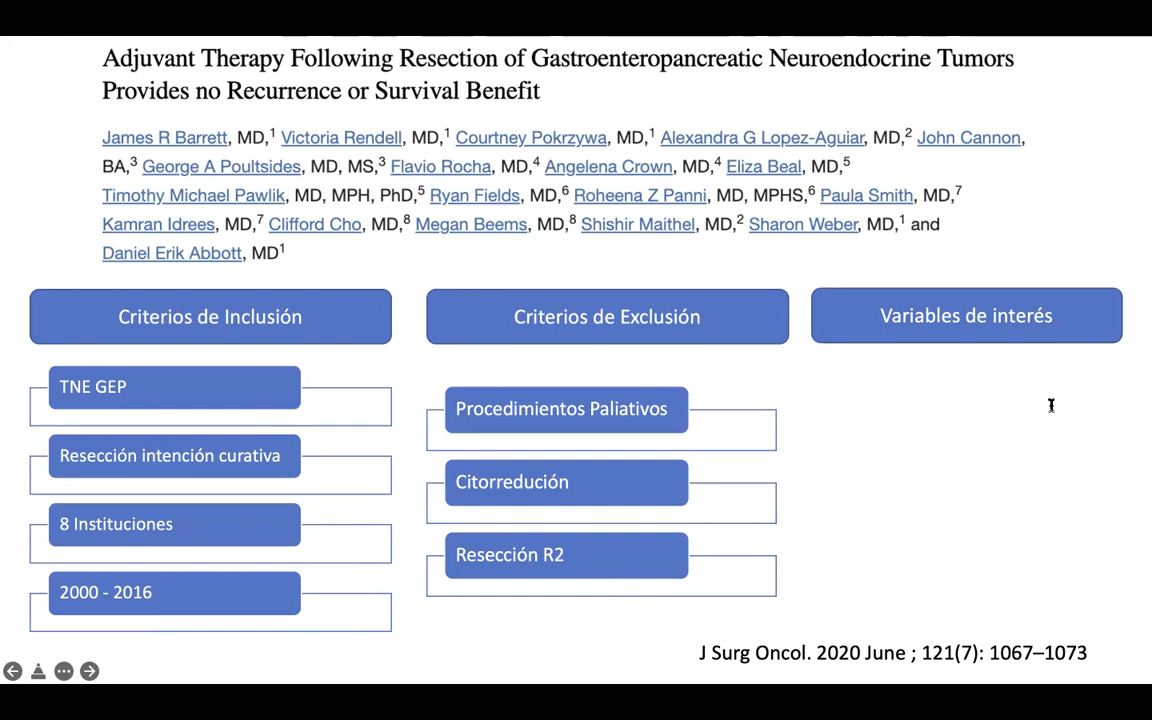 Adjuvant Therapy Following Resection of Gastroenteropancreatic Neuroendocrine Tumors
Provides no Recurrence or Survival Benefit
James R Barrett, MD,1 Victoria Rendell, MD,1 Courtney Pokrzywa, MD,1 Alexandra G Lopez-Aguiar, MD,2 John Cannon,
BA,3 George A Poultsides, MD, MS,3 Flavio Rocha, MD,4 Angelena Crown, MD,4 Eliza Beal, MD,5
Timothy Michael Pawlik, MD, MPH, PhD,5 Ryan Fields, MD,6 Roheena Z Panni, MD, MPHS,6 Paula Smith, MD,7
Kamran Idrees, MD,7 Clifford Cho, MD,8 Megan Beems, MD,8 Shishir Maithel, MD,2 Sharon Weber, MD,1 and
Daniel Erik Abbott, MD1
Criterios de Inclusión
TNE GEP
Resección intención curativa
8 Instituciones
2000 - 2016
Criterios de Exclusión
Procedimientos Paliativos
Citorredución
Resección R2
Variables de interés
J Surg Oncol. 2020 June ; 121(7): 1067–1073